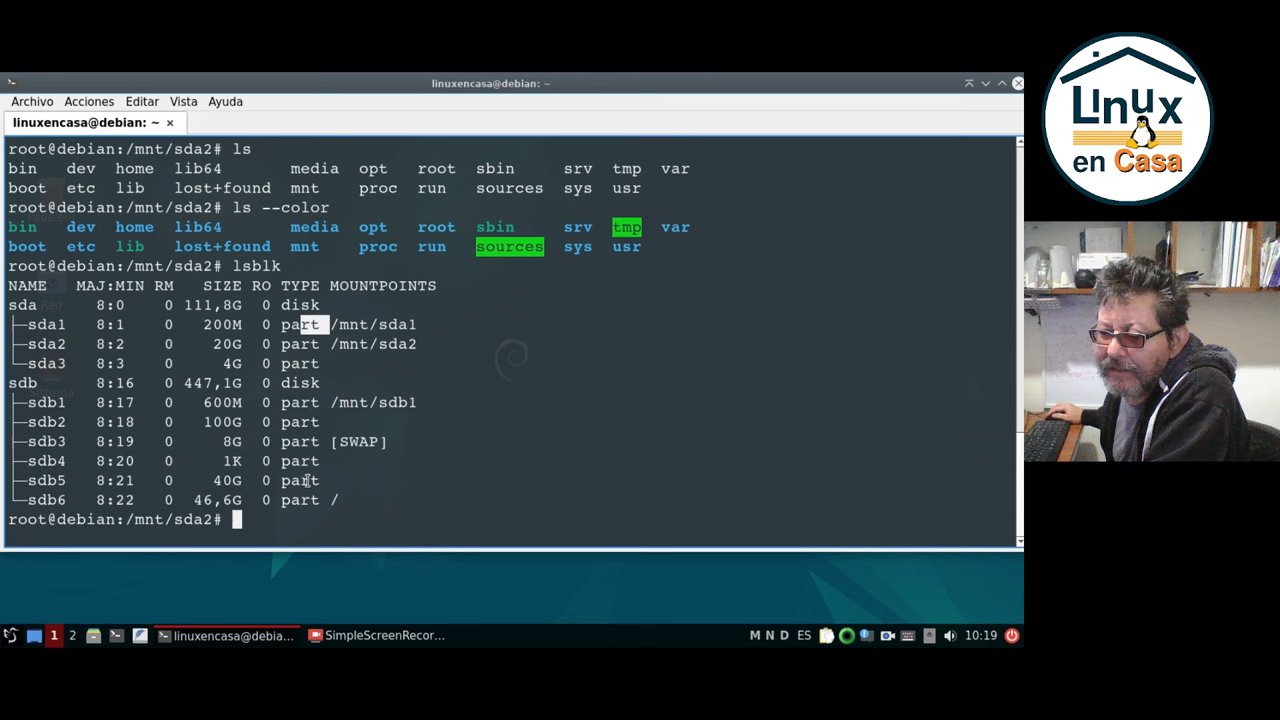 linuxencasa@debian: ~
Archivo Acciones Editar Vista Ayuda
linuxencasa@debian: ~ ×
root@debian:/mnt/sda2# ls
bin dev home lib64 media opt root sbin srv tmp var
boot etc lib lost+found mnt proc run sources sys usr
root@debian:/mnt/sda2# ls --color
bin dev home lib64 media opt root sbin srv tmp var
boot etc lib lost+found mnt proc run sources sys usr
root@debian:/mnt/sda2# lsblk
NAME MAJ:MIN RM SIZE RO TYPE MOUNTPOINTS
sda 8:0 0 111,8G 0 disk
├─sda1 8:1 0 200M 0 part /mnt/sda1
├─sda2 8:2 0 20G 0 part /mnt/sda2
└─sda3 8:3 0 4G 0 part
sdb 8:16 0 447,1G 0 disk
├─sdb1 8:17 0 600M 0 part /mnt/sdb1
├─sdb2 8:18 0 100G 0 part
├─sdb3 8:19 0 8G 0 part [SWAP]
├─sdb4 8:20 0 1K 0 part
├─sdb5 8:21 0 40G 0 part
└─sdb6 8:22 0 46,6G 0 part /
root@debian:/mnt/sda2#
1 2 linuxencasa@debia... SimpleScreenRecor... M N D ES 10:19
Linux
en Casa